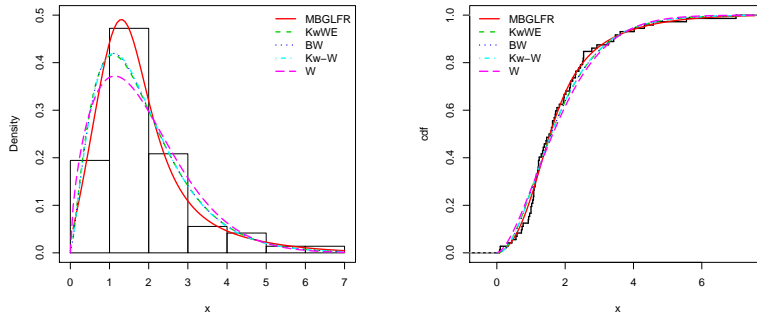 MBGLFR
KwWE
BW
Kw−W
W
Density
0.0 0.1 0.2 0.3 0.4 0.5
0 1 2 3 4 5 6 7
x
MBGLFR
KwWE
BW
Kw−W
W
cdf
0.0 0.2 0.4 0.6 0.8 1.0
0 2 4 6
x